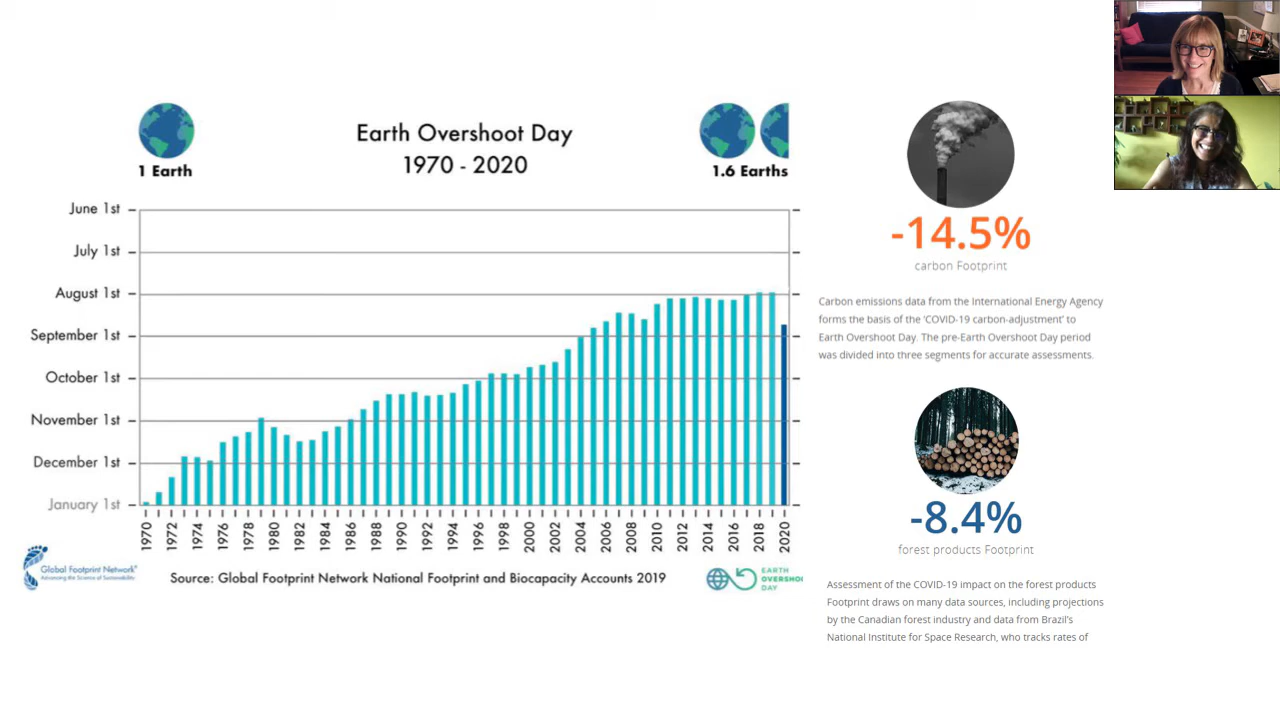 Earth Overshoot Day
1970 - 2020
1 Earth
1.6 Earths
June 1st
July 1st
August 1st
September 1st
October 1st
November 1st
December 1st
January 1st
1970
1972
1974
1976
1978
1980
1982
1984
1986
1988
1990
1992
1994
1996
1998
2000
2002
2004
2006
2008
2010
2012
2014
2016
2018
2020
Global Footprint Network®
Advancing the Science of Sustainability
Source: Global Footprint Network National Footprint and Biocapacity Accounts 2019
EARTH
OVERSHO
DAY
-14.5%
carbon Footprint
Carbon emissions data from the International Energy Agency
forms the basis of the ‘COVID-19 carbon-adjustment’ to
Earth Overshoot Day. The pre-Earth Overshoot Day period
was divided into three segments for accurate assessments.
-8.4%
forest products Footprint
Assessment of the COVID-19 impact on the forest products
Footprint draws on many data sources, including projections
by the Canadian forest industry and data from Brazil’s
National Institute for Space Research, who tracks rates of